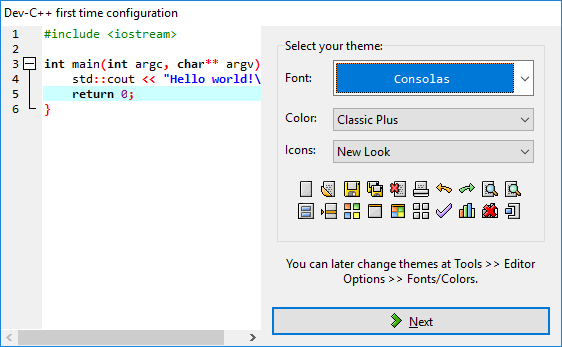 Dev-C++ first time configuration
1 #include <iostream>
2
3 int main(int argc, char** argv)
4 std::cout << "Hello world!\
5 return 0;
6 }
Select your theme:
Font: Consolas
Color: Classic Plus
Icons: New Look
You can later change themes at Tools >> Editor
Options >> Fonts/Colors.
Next